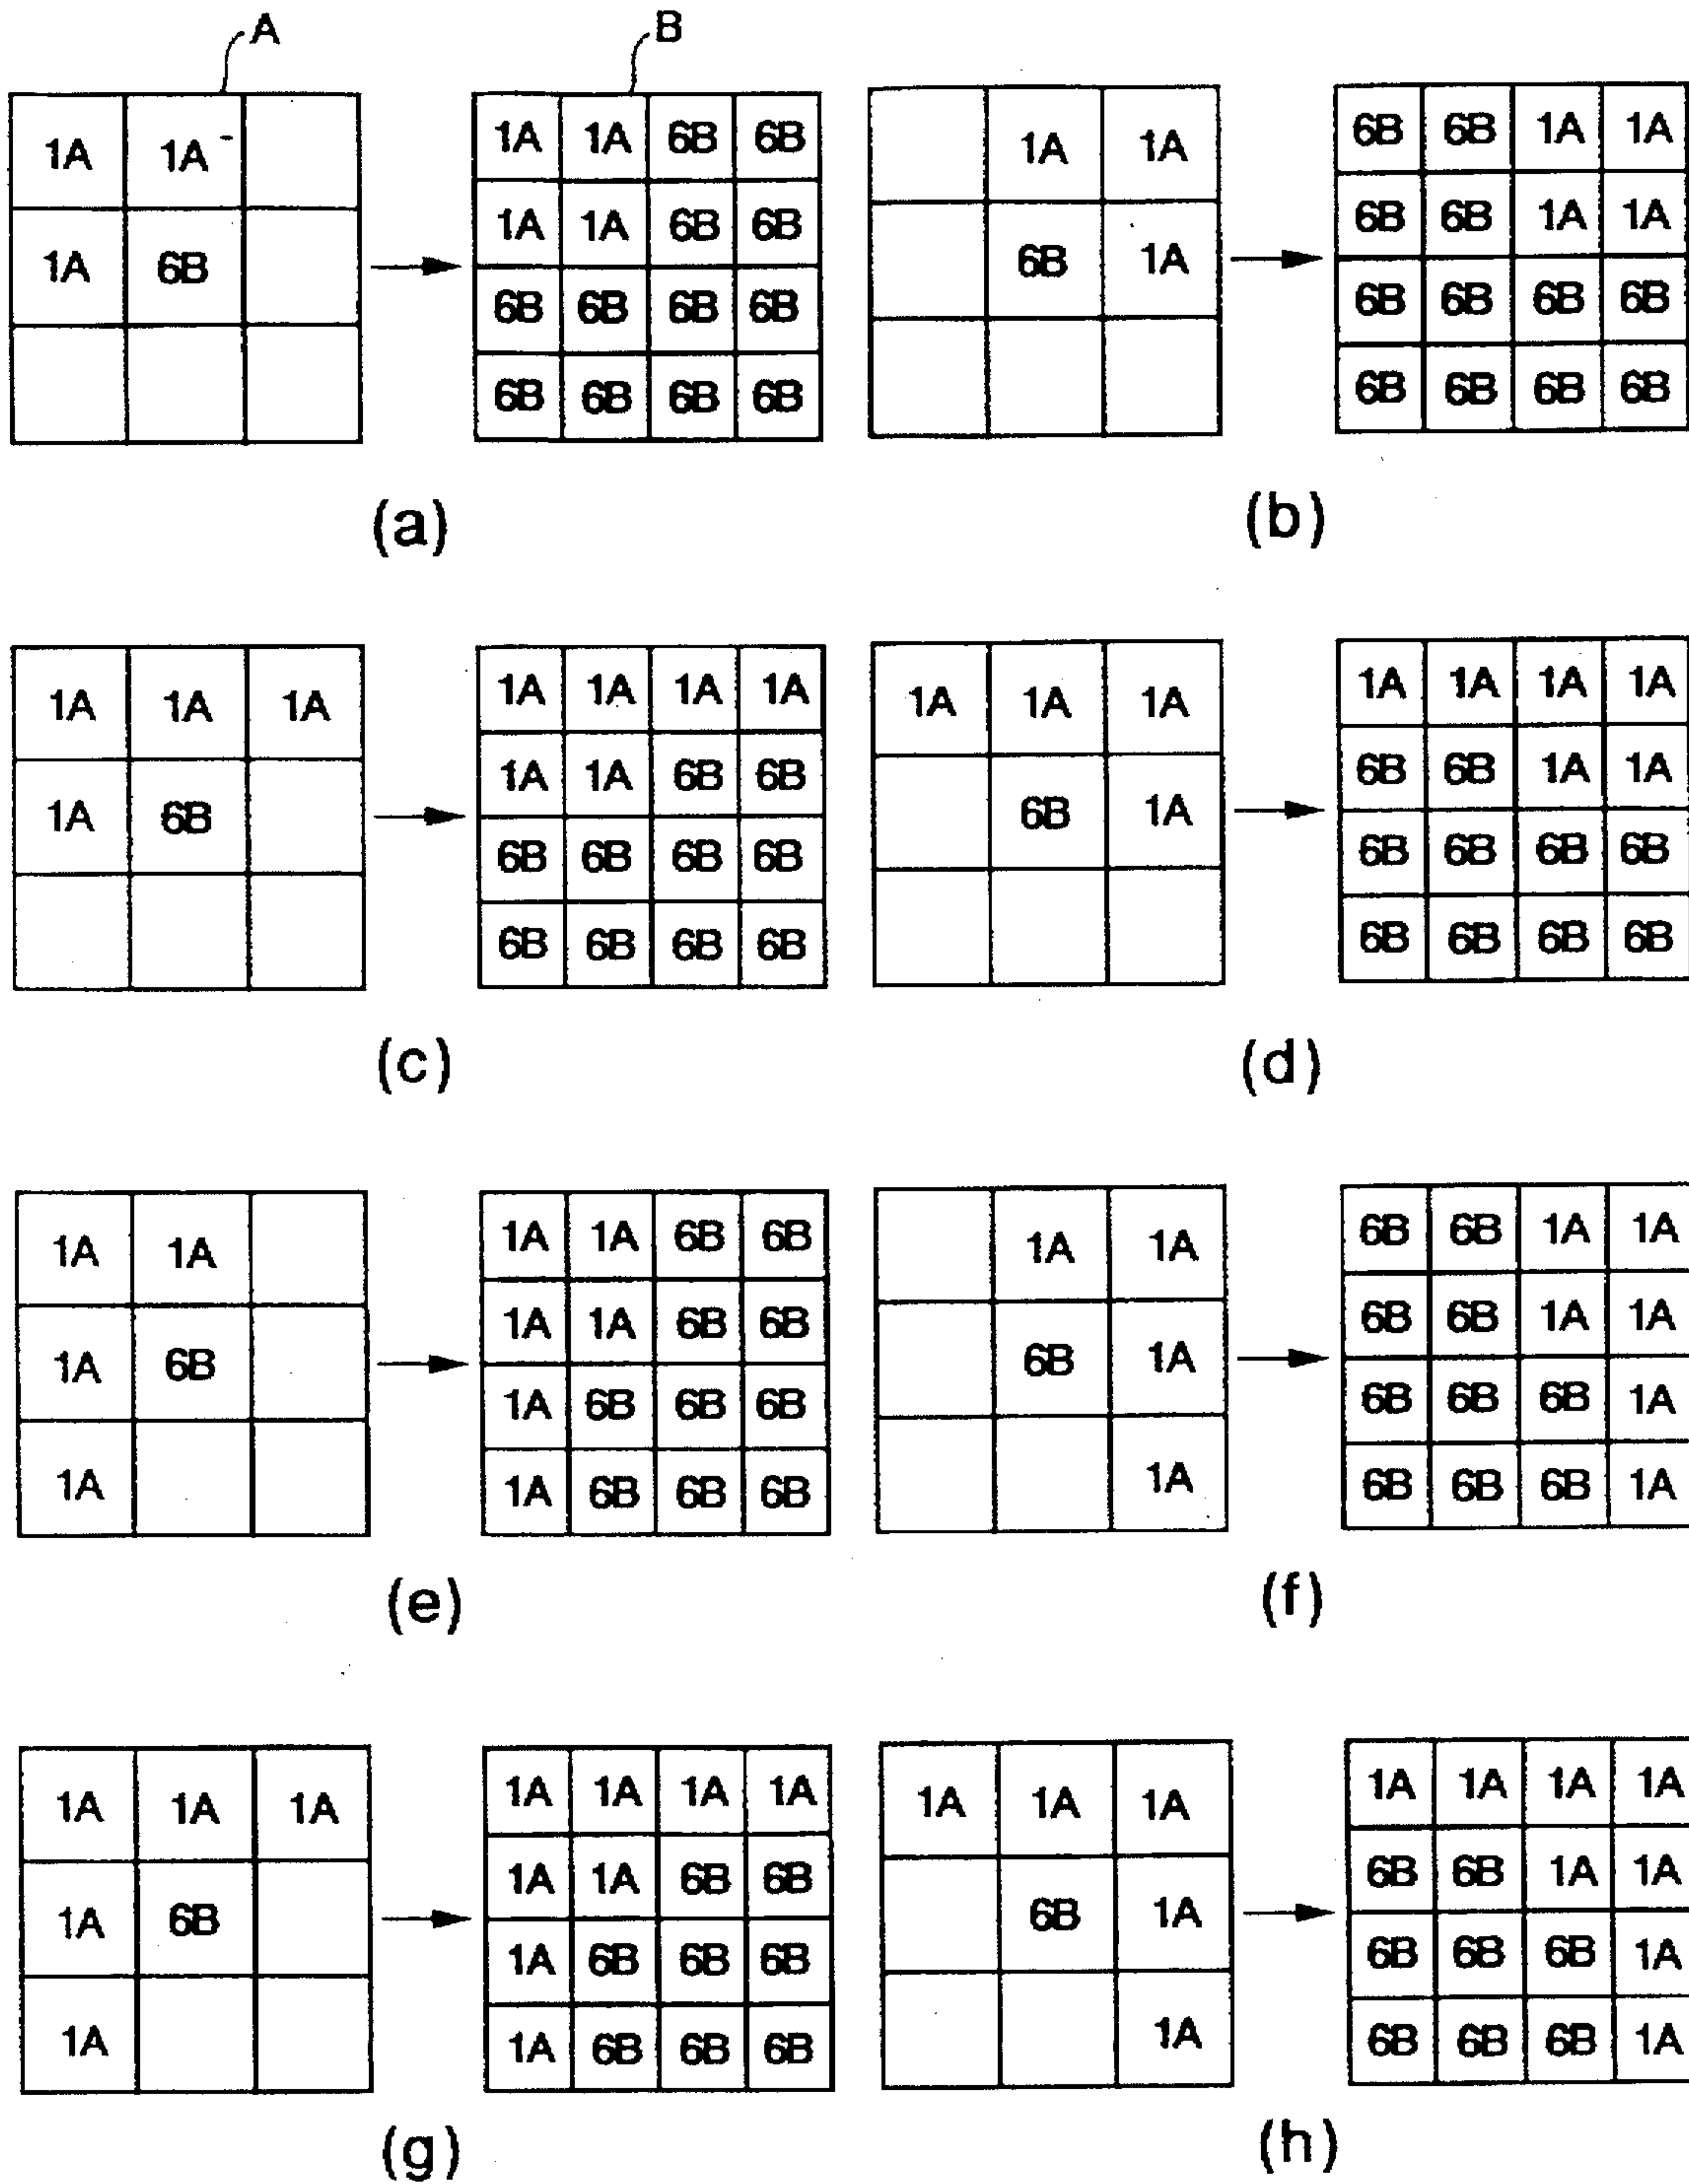 A B
1A 1A 1A 1A 6B 6B 1A 1A 6B 6B 1A 1A
1A 6B 1A 1A 6B 6B 6B 1A 6B 6B 1A 1A
6B 6B 6B 6B 6B 6B 6B 6B
6B 6B 6B 6B 6B 6B 6B 6B
(a) (b)
1A 1A 1A 1A 1A 1A 1A 1A 1A 1A 1A 1A 1A 1A
1A 6B 1A 1A 6B 6B 6B 1A 6B 6B 1A 1A
6B 6B 6B 6B 6B 6B 6B 6B
6B 6B 6B 6B 6B 6B 6B 6B
(c) (d)
1A 1A 1A 1A 6B 6B 1A 1A 6B 6B 1A 1A
1A 6B 1A 1A 6B 6B 6B 1A 6B 6B 1A 1A
1A 6B 6B 6B 6B 6B 6B 1A
1A 1A 6B 6B 6B 1A 6B 6B 6B 1A
(e) (f)
1A 1A 1A 1A 1A 1A 1A 1A 1A 1A 1A 1A 1A 1A
1A 6B 1A 1A 6B 6B 6B 1A 6B 6B 1A 1A
1A 6B 6B 6B 6B 6B 6B 1A
1A 1A 6B 6B 6B 1A 6B 6B 6B 1A
(g) (h)